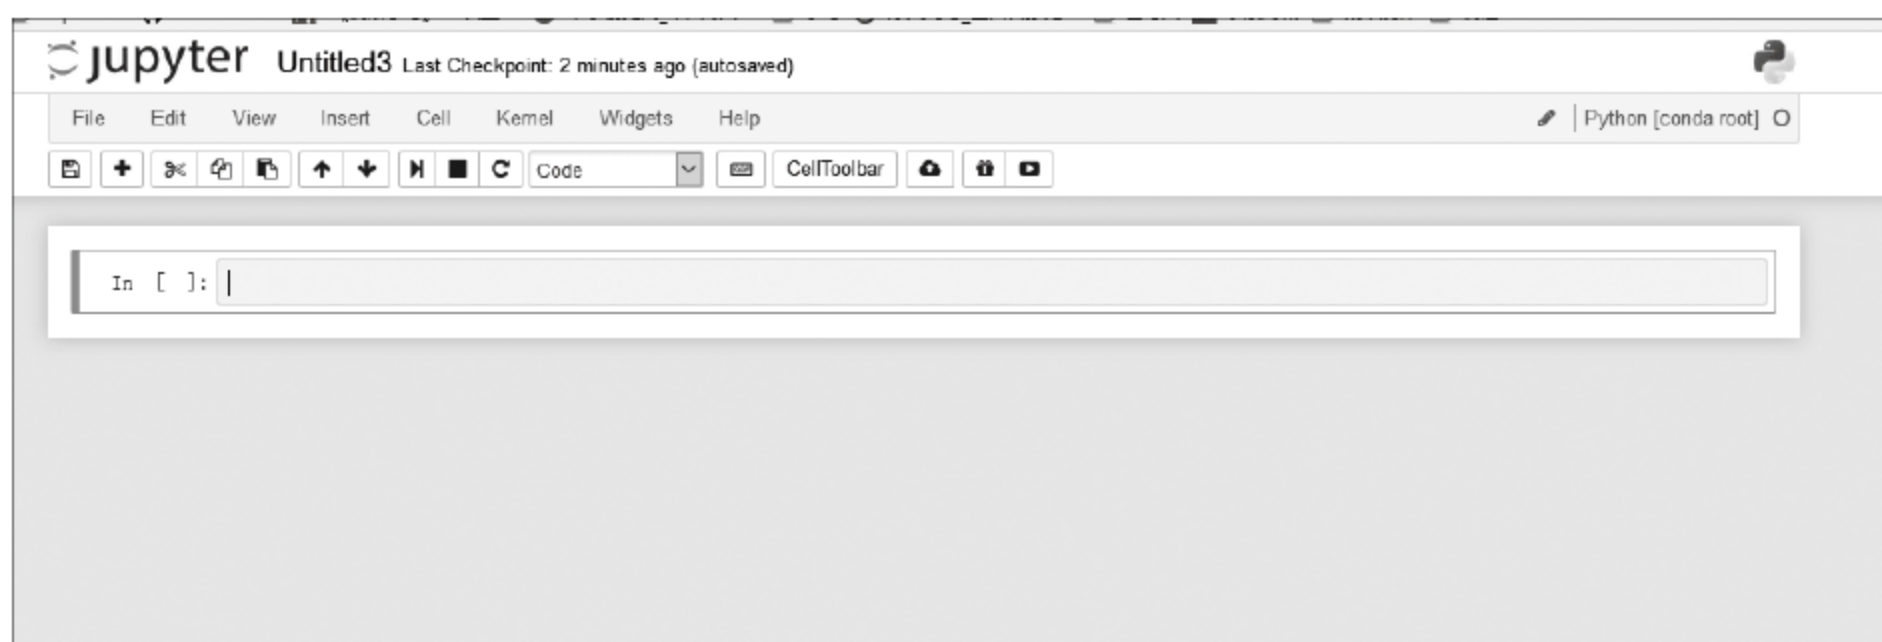 jupyter Untitled3 Last Checkpoint: 2 minutes ago (autosaved)
File Edit View Insert Cell Kernel Widgets Help Python [conda root]
Code CellToolbar
In [ ]: